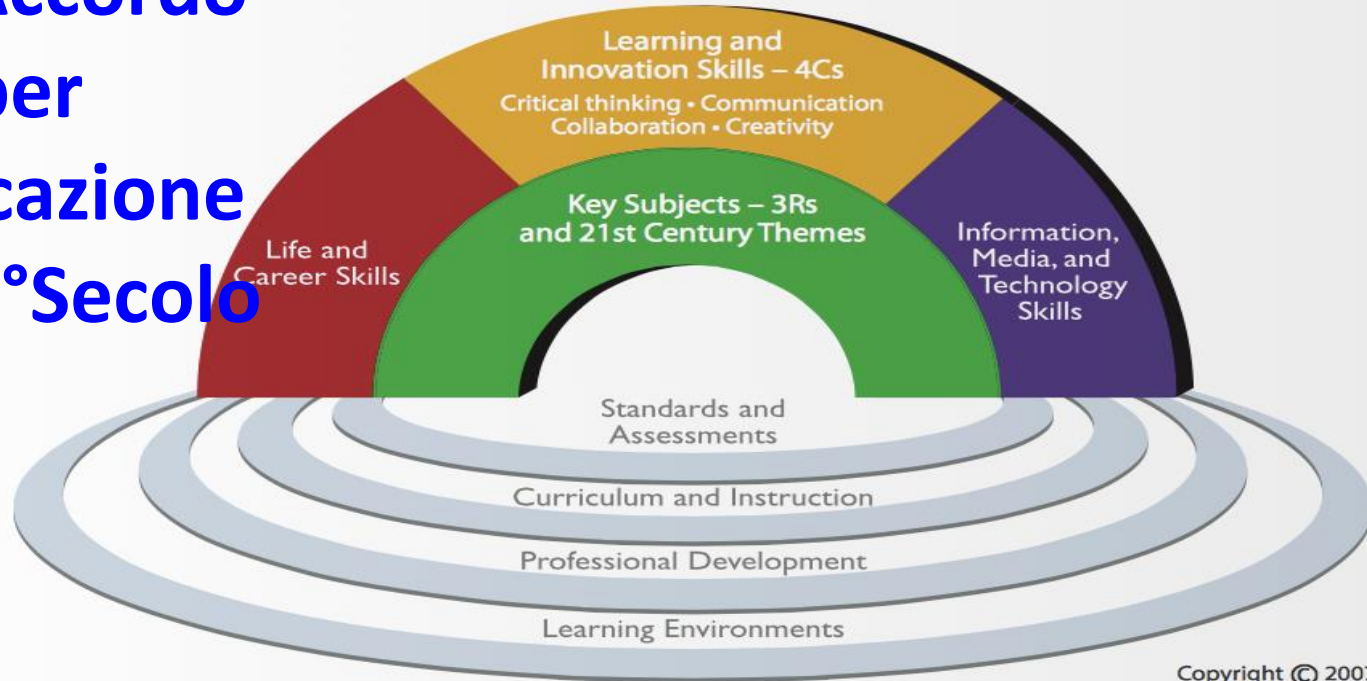 Accordo
per
cazione
°Secolo
Learning and
Innovation Skills – 4Cs
Critical thinking • Communication
Collaboration • Creativity
Key Subjects – 3Rs
and 21st Century Themes
Life and
Career Skills
Information,
Media, and
Technology
Skills
Standards and
Assessments
Curriculum and Instruction
Professional Development
Learning Environments
Copyright © 2007